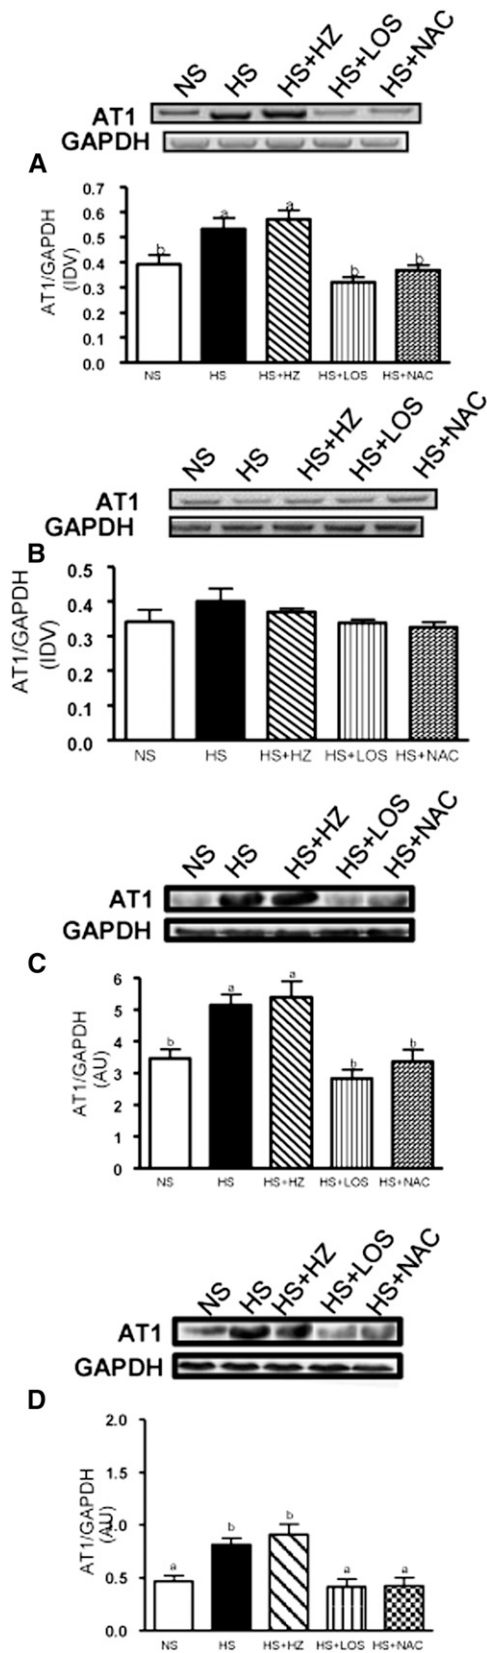 NS HS HS+HZ HS+LOS HS+NAC
AT1
GAPDH
A
AT1/GAPDH
(IDV)
0.7
0.6
0.5
0.4
0.3
0.2
0.1
0.0
b a a b b
NS HS HS+HZ HS+LOS HS+NAC
NS HS HS+HZ HS+LOS HS+NAC
AT1
GAPDH
B
AT1/GAPDH
(IDV)
0.5
0.4
0.3
0.2
0.1
0.0
NS HS HS+HZ HS+LOS HS+NAC
NS HS HS+HZ HS+LOS HS+NAC
AT1
GAPDH
C
AT1/GAPDH
(AU)
6
5
4
3
2
1
0
b a a b b
NS HS HS+HZ HS+LOS HS+NAC
NS HS HS+HZ HS+LOS HS+NAC
AT1
GAPDH
D
AT1/GAPDH
(AU)
2.0
1.5
1.0
0.5
0.0
a b b a a
NS HS HS+HZ HS+LOS HS+NAC